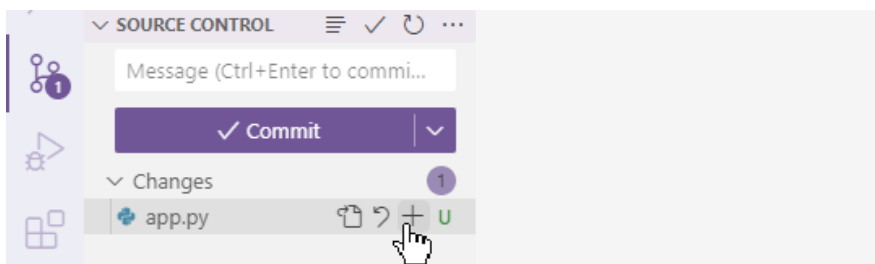 SOURCE CONTROL
1
Message (Ctrl+Enter to commi...
Commit
Changes 1
app.py U